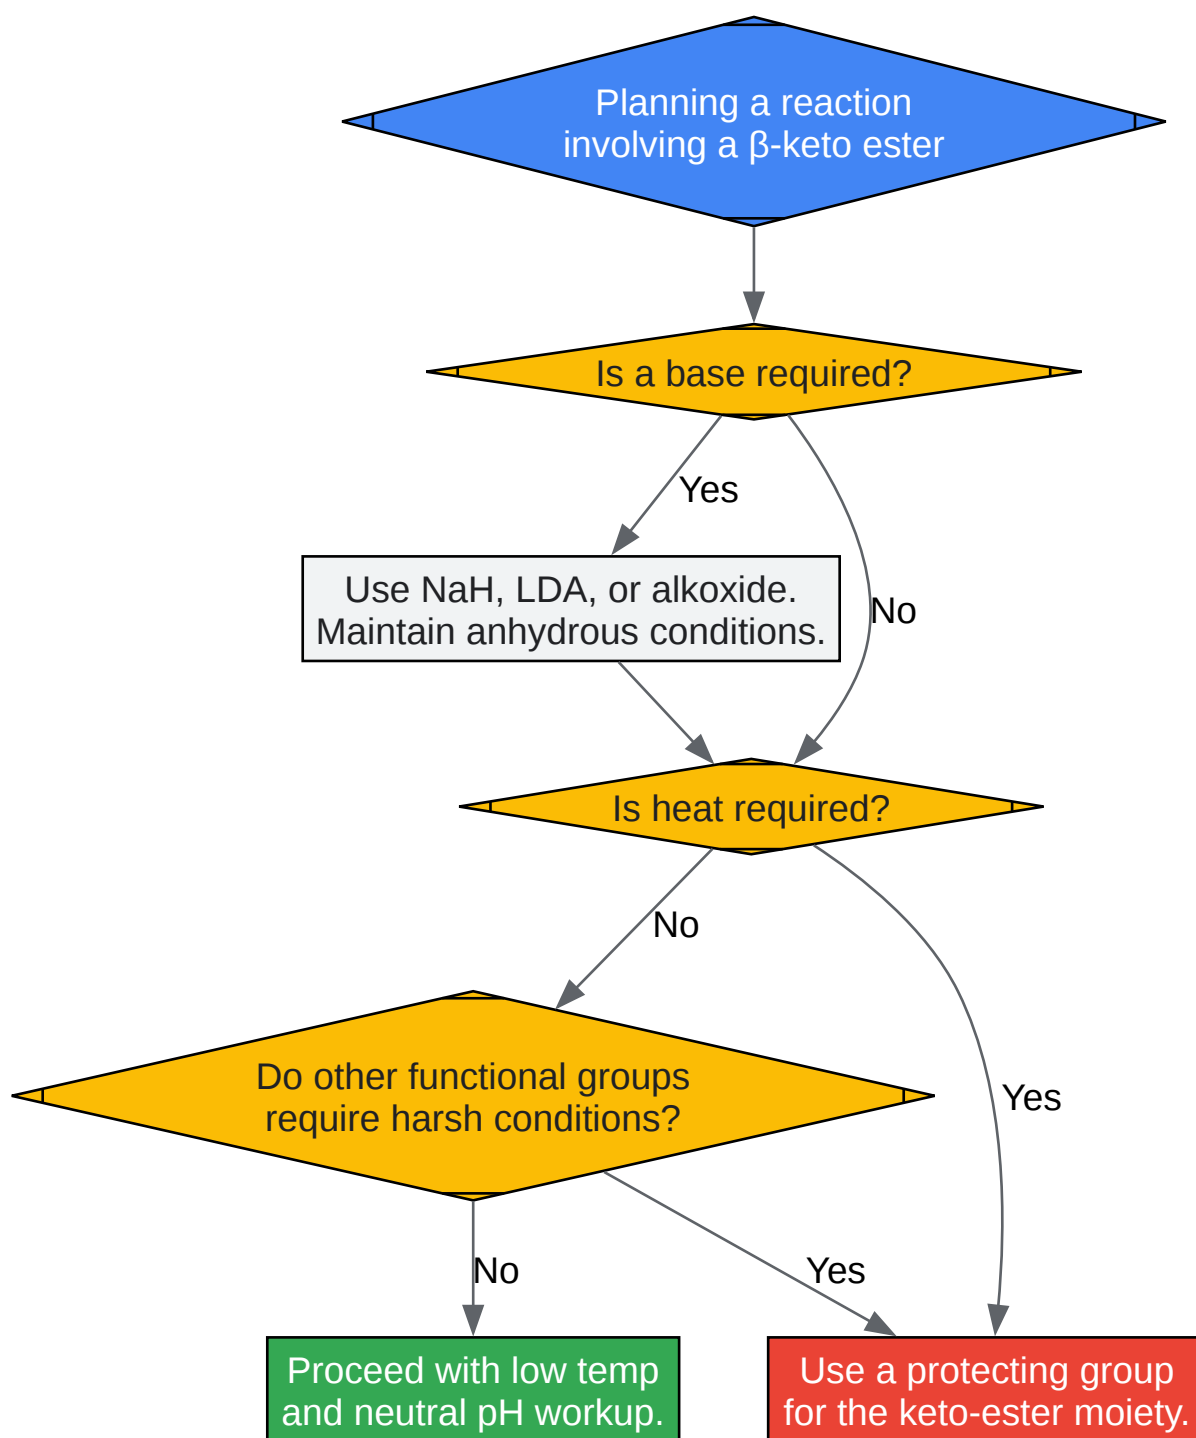 Planning a reaction
involving a β-keto ester
Is a base required?
Yes
Use NaH, LDA, or alkoxide.
Maintain anhydrous conditions.
No
Is heat required?
No
Do other functional groups
require harsh conditions?
Yes
No
Yes
Proceed with low temp
and neutral pH workup.
Use a protecting group
for the keto-ester moiety.